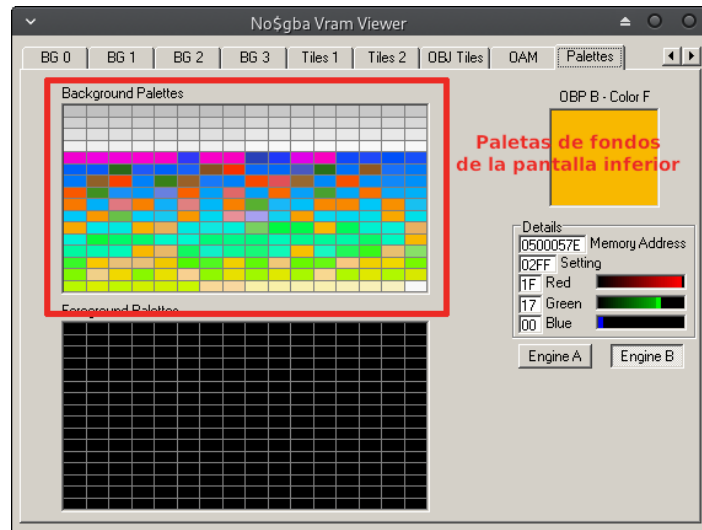 No$gba Vram Viewer
BG 0 BG 1 BG 2 BG 3 Tiles 1 Tiles 2 OBJ Tiles OAM Palettes
Background Palettes
OBP B - Color F
Paletas de fondos
de la pantalla inferior
Details
0500057E Memory Address
02FF Setting
1F Red
17 Green
00 Blue
Foreground Palettes
Engine A Engine B